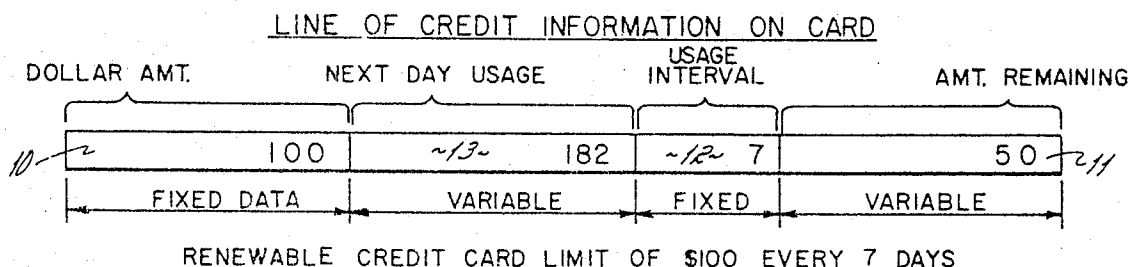 LINE OF CREDIT INFORMATION ON CARD
DOLLAR AMT. NEXT DAY USAGE USAGE INTERVAL AMT. REMAINING
10 100 ~13~ 182 ~12~ 7 50 11
FIXED DATA VARIABLE FIXED VARIABLE
RENEWABLE CREDIT CARD LIMIT OF $100 EVERY 7 DAYS